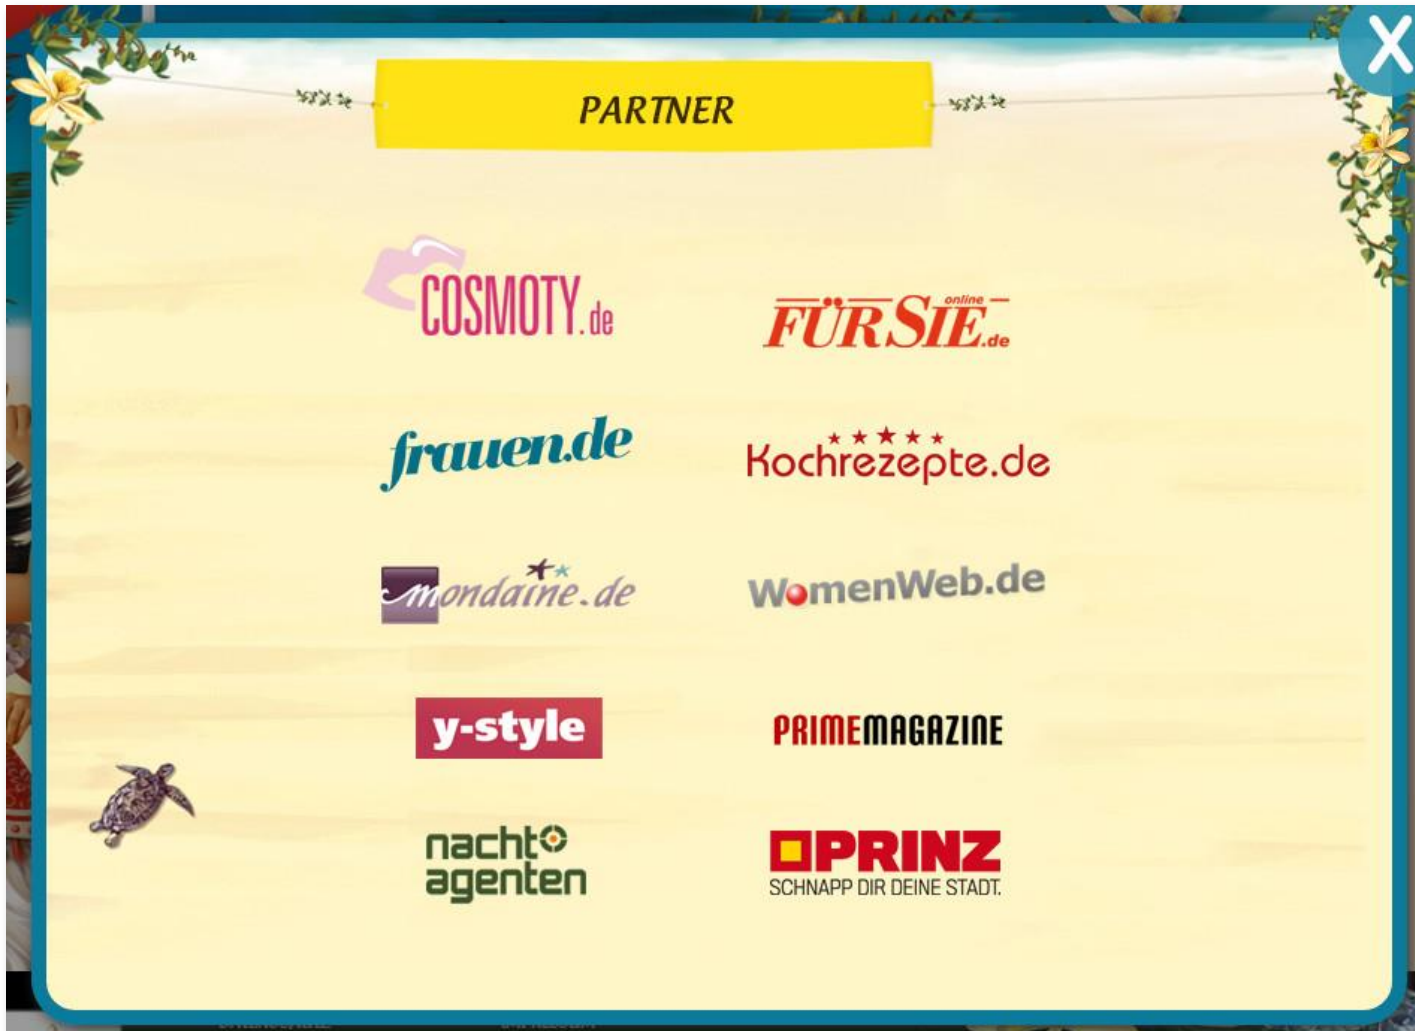 X
PARTNER
COSMOTY.de
FÜR SIE online .de
frauen.de
Kochrezepte.de
mondaine.de
WomenWeb.de
y-style
PRIMEMAGAZINE
nacht
agenten
PRINZ
SCHNAPP DIR DEINE STADT.